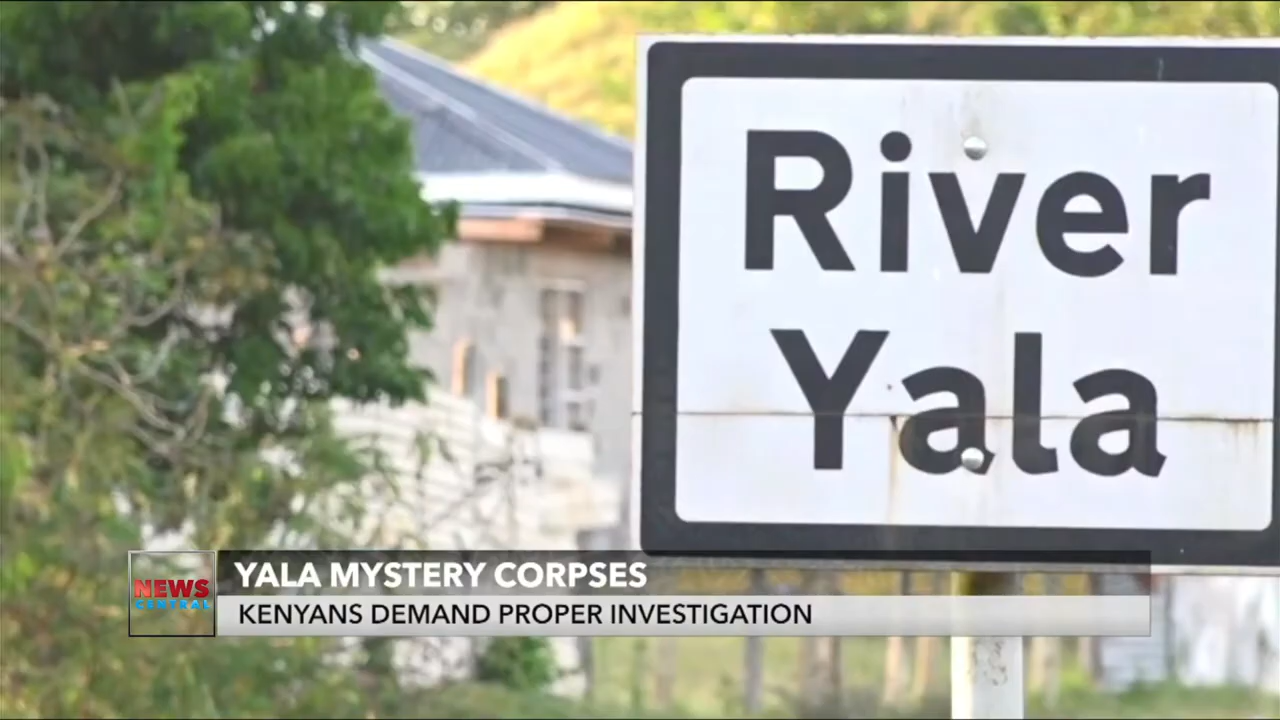 River
Yala
YALA MYSTERY CORPSES
NEWS
CENTRAL
KENYANS DEMAND PROPER INVESTIGATION